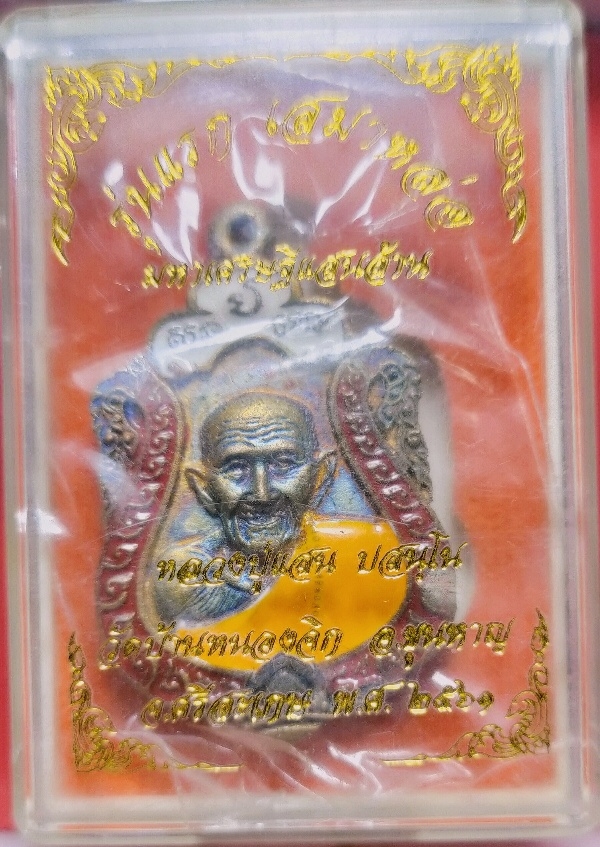 รุ่นแรก เสมาหล่อ
มหาเศรษฐีแสนล้าน
หลวงปู่แสน ปสนฺโน
วัดบ้านหนองจิก อ.ขุนหาญ
จ.ศรีสะเกษ พ.ศ. ๒๕๖๑